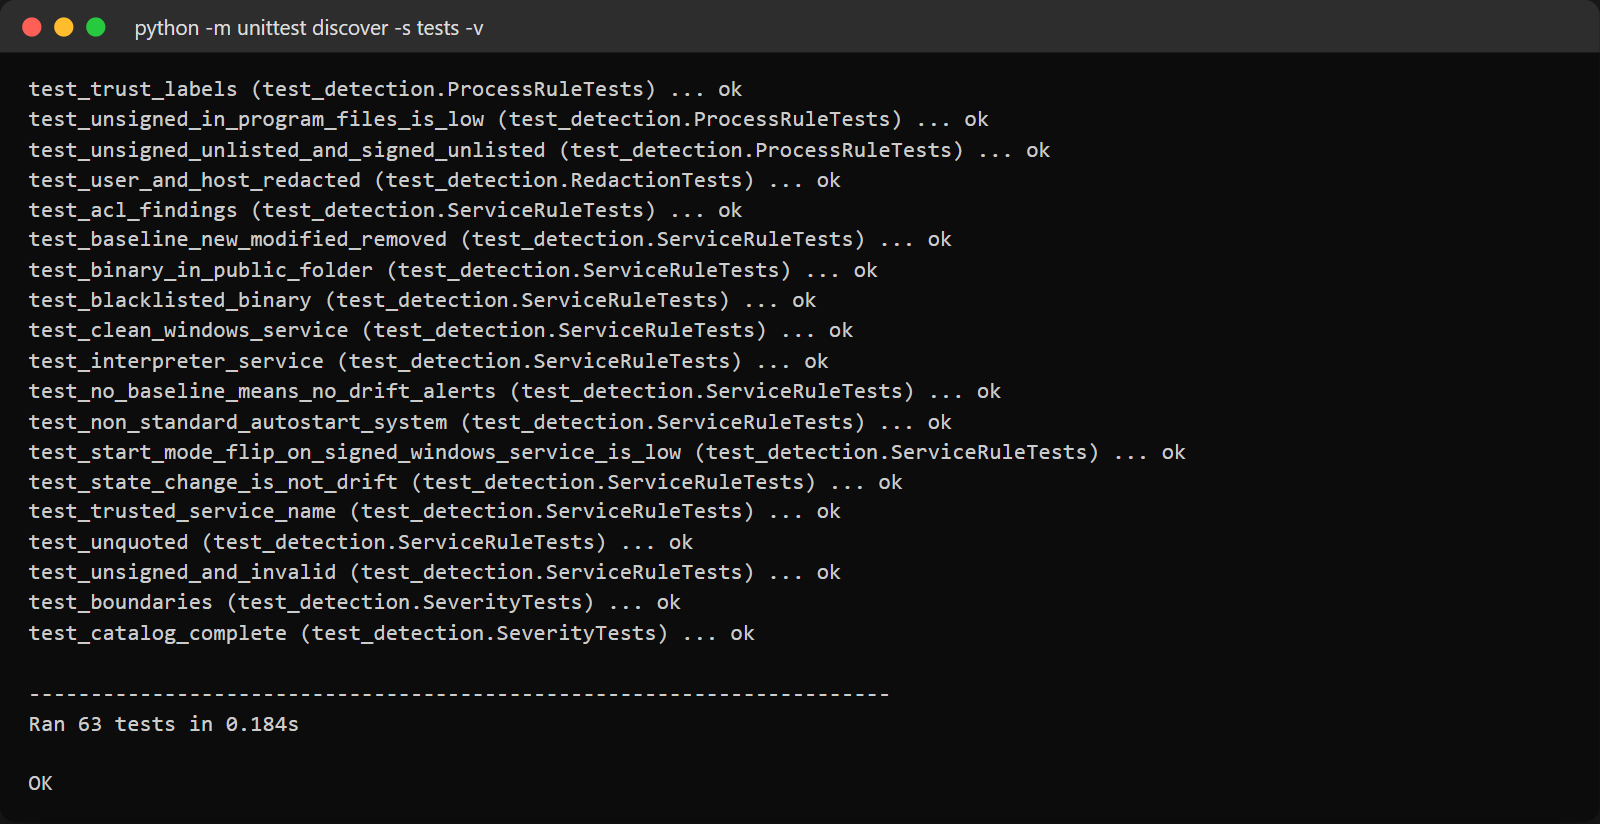 python -m unittest discover -s tests -v
test_trust_labels (test_detection.ProcessRuleTests) ... ok
test_unsigned_in_program_files_is_low (test_detection.ProcessRuleTests) ... ok
test_unsigned_unlisted_and_signed_unlisted (test_detection.ProcessRuleTests) ... ok
test_user_and_host_redacted (test_detection.RedactionTests) ... ok
test_acl_findings (test_detection.ServiceRuleTests) ... ok
test_baseline_new_modified_removed (test_detection.ServiceRuleTests) ... ok
test_binary_in_public_folder (test_detection.ServiceRuleTests) ... ok
test_blacklisted_binary (test_detection.ServiceRuleTests) ... ok
test_clean_windows_service (test_detection.ServiceRuleTests) ... ok
test_interpreter_service (test_detection.ServiceRuleTests) ... ok
test_no_baseline_means_no_drift_alerts (test_detection.ServiceRuleTests) ... ok
test_non_standard_autostart_system (test_detection.ServiceRuleTests) ... ok
test_start_mode_flip_on_signed_windows_service_is_low (test_detection.ServiceRuleTests) ... ok
test_state_change_is_not_drift (test_detection.ServiceRuleTests) ... ok
test_trusted_service_name (test_detection.ServiceRuleTests) ... ok
test_unquoted (test_detection.ServiceRuleTests) ... ok
test_unsigned_and_invalid (test_detection.ServiceRuleTests) ... ok
test_boundaries (test_detection.SeverityTests) ... ok
test_catalog_complete (test_detection.SeverityTests) ... ok
----------------------------------------------------------------------
Ran 63 tests in 0.184s
OK